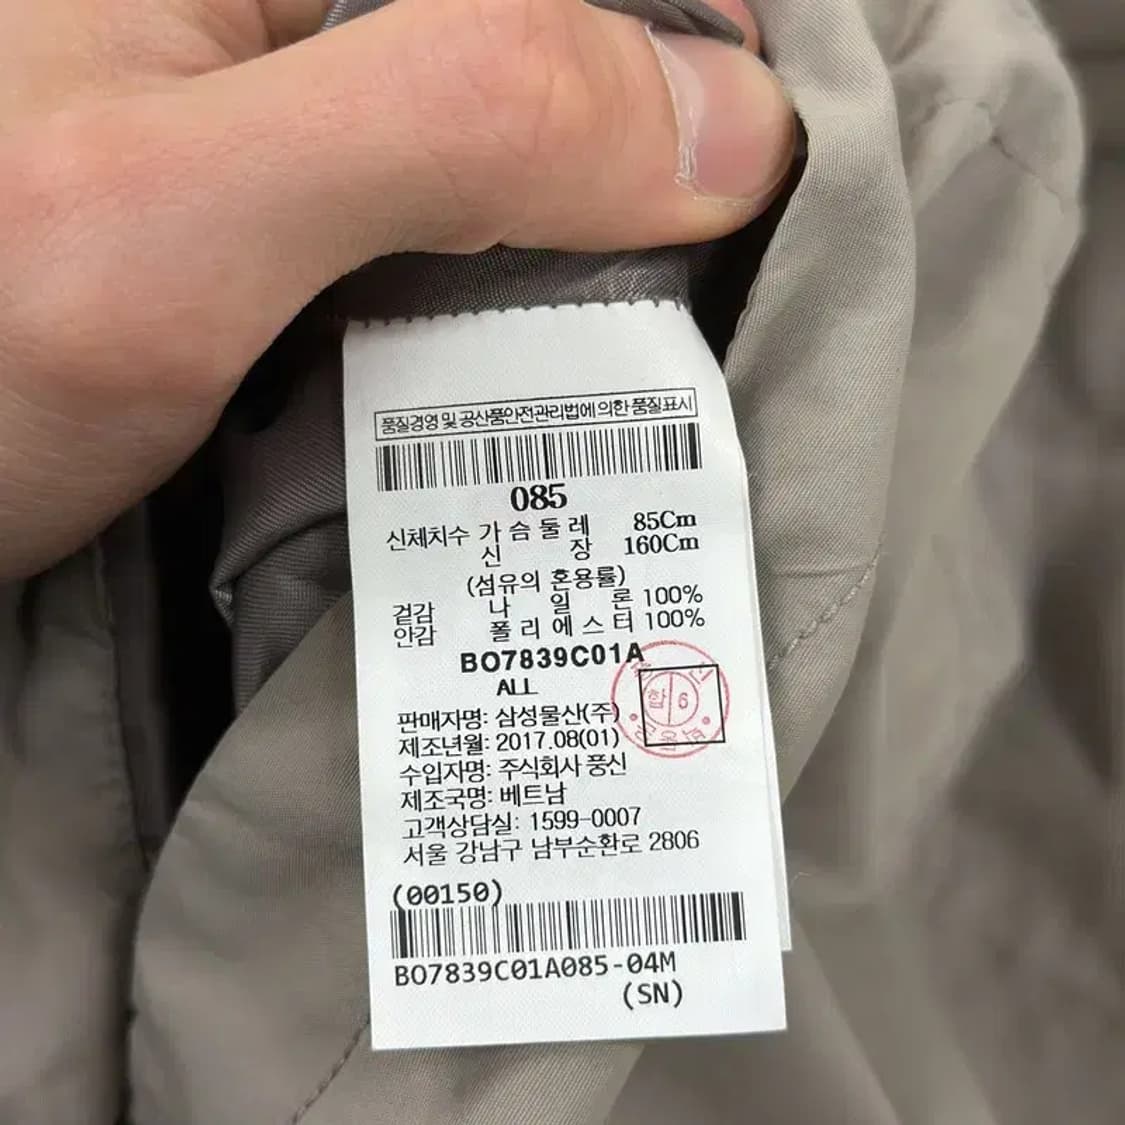 품질경영 및 공산품안전관리법에 의한 품질표시
085
신체치수 가슴둘레 85Cm
신 장 160Cm
(섬유의 혼용률)
겉감 나 일 론 100%
안감 폴리에스터 100%
BO7839C01A
ALL
합 6
판매자명: 삼성물산(주)
제조년월: 2017.08(01)
수입자명: 주식회사 풍신
제조국명: 베트남
고객상담실: 1599-0007
서울 강남구 남부순환로 2806
(00150)
BO7839C01A085-04M
(SN)